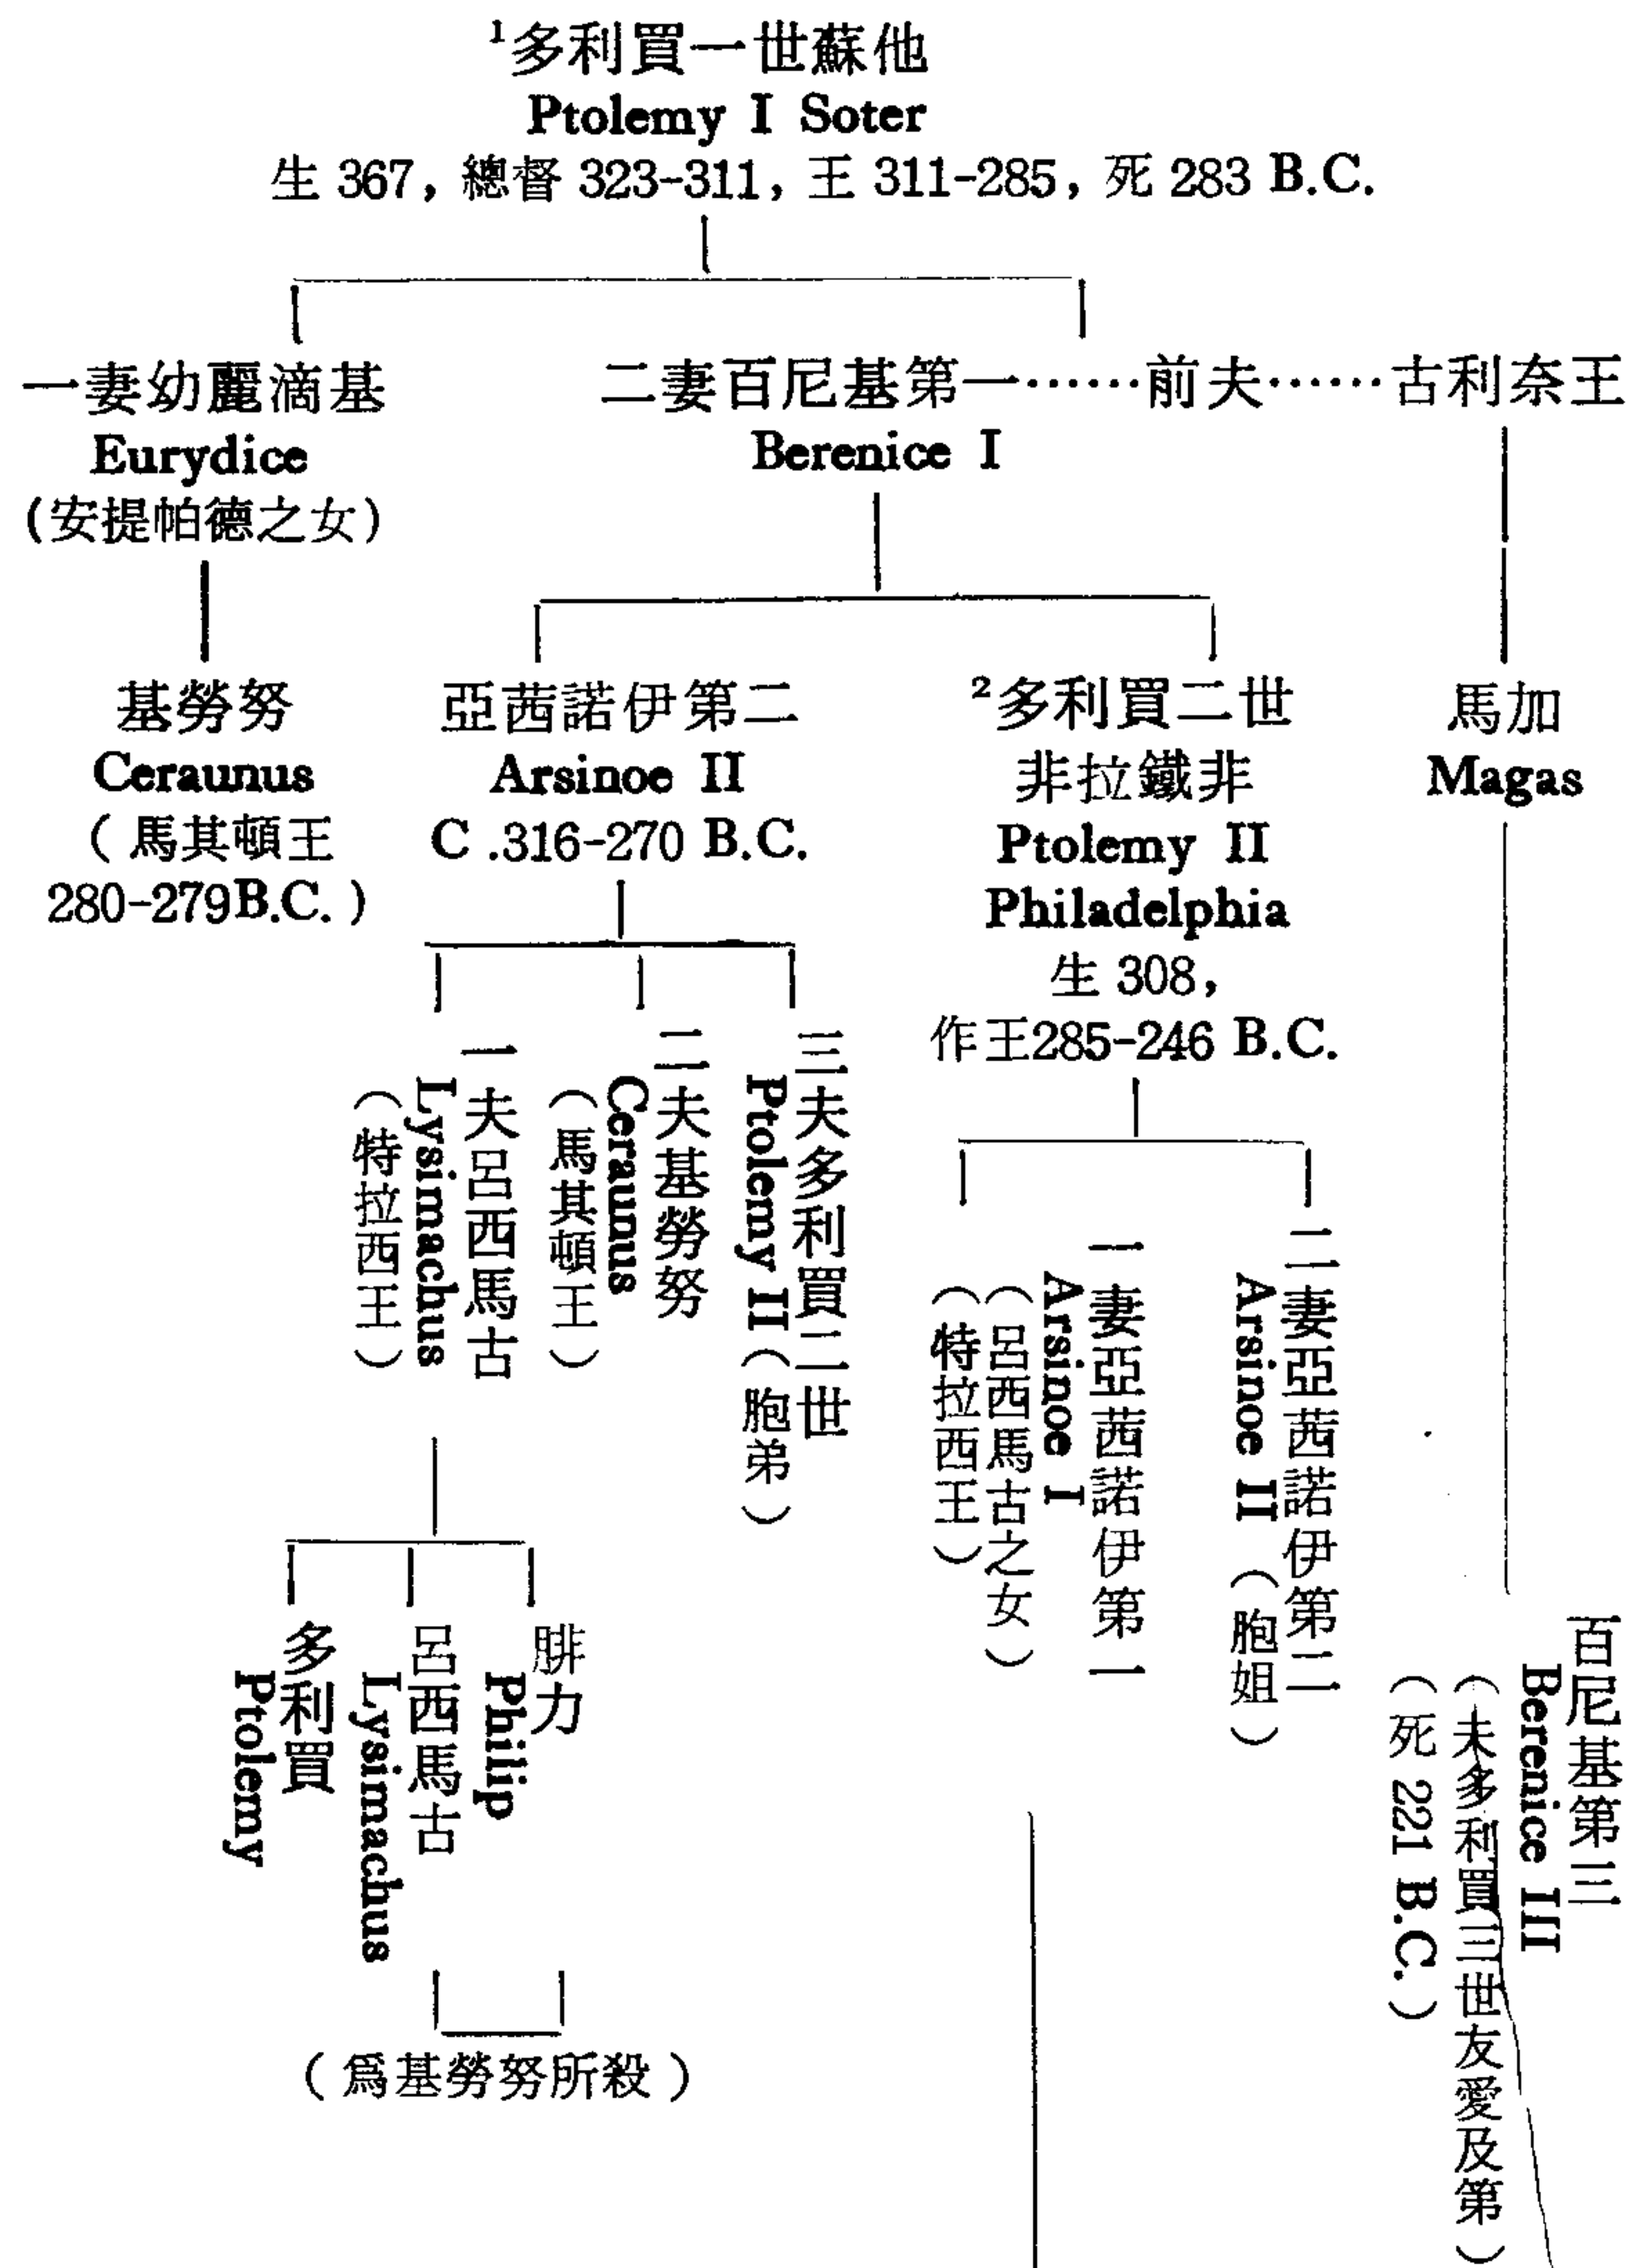 ¹多利買一世蘇他
Ptolemy I Soter
生 367, 總督 323-311, 王 311-285, 死 283 B.C.
一妻幼麗滴基
Eurydice
(安提帕德之女)
二妻百尼基第一……前夫……古利奈王
Berenice I
基勞努
Ceraunus
(馬其頓王
280-279B.C.)
亞茜諾伊第二
Arsinoe II
C .316-270 B.C.
²多利買二世
非拉鐵非
Ptolemy II
Philadelphia
生 308,
作王285-246 B.C.
馬加
Magas
一夫呂西馬古
Lysimachus
(特拉西王)
二夫基勞努
Ceraunus
(馬其頓王)
三夫多利買二世
Ptolemy II(胞弟)
一妻亞茜諾伊第一
Arsinoe I
(呂西馬古之女)
(特拉西王)
二妻亞茜諾伊第二
Arsinoe II (胞姐)
多利買
Ptolemy
呂西馬古
Lysimachus
腓力
Philip
(爲基勞努所殺)
百尼基第三
Berenice III
(夫多利買三世友愛及第)
(死 221 B.C.)